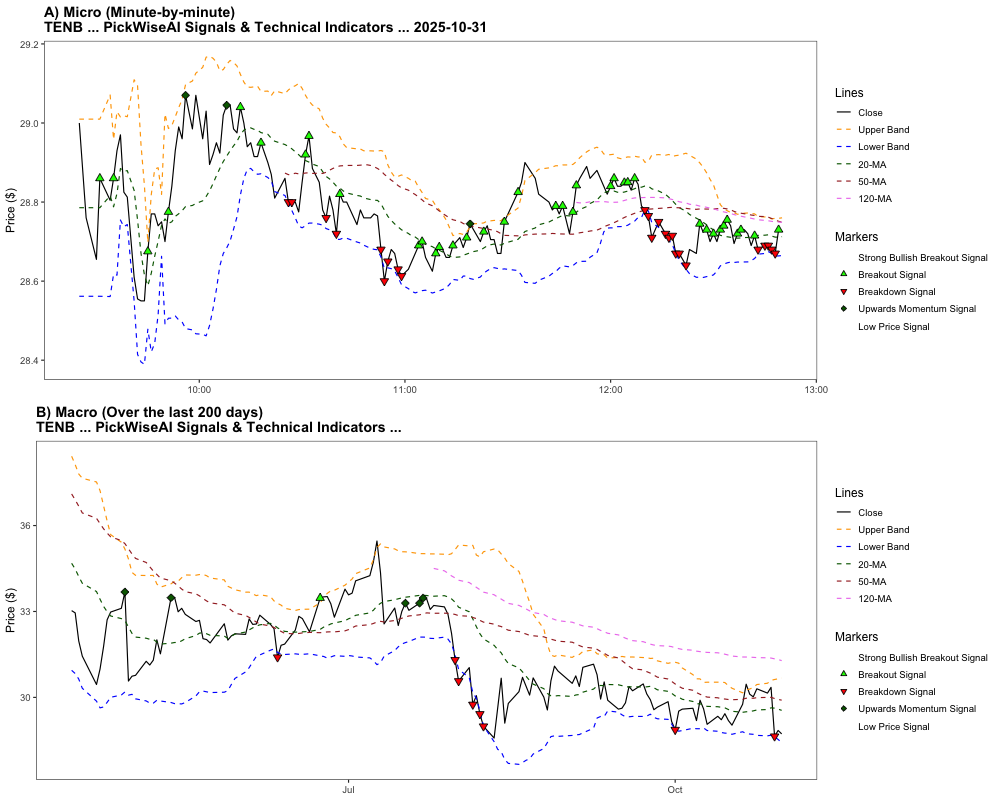 A) Micro (Minute-by-minute)
TENB ... PickWiseAI Signals & Technical Indicators ... 2025-10-31
Price ($)
29.2
29.0
28.8
28.6
28.4
10:00
11:00
12:00
13:00
Lines
Close
Upper Band
Lower Band
20-MA
50-MA
120-MA
Markers
Strong Bullish Breakout Signal
Breakout Signal
Breakdown Signal
Upwards Momentum Signal
Low Price Signal
B) Macro (Over the last 200 days)
TENB ... PickWiseAI Signals & Technical Indicators ...
Price ($)
36
33
30
Jul
Oct
Lines
Close
Upper Band
Lower Band
20-MA
50-MA
120-MA
Markers
Strong Bullish Breakout Signal
Breakout Signal
Breakdown Signal
Upwards Momentum Signal
Low Price Signal